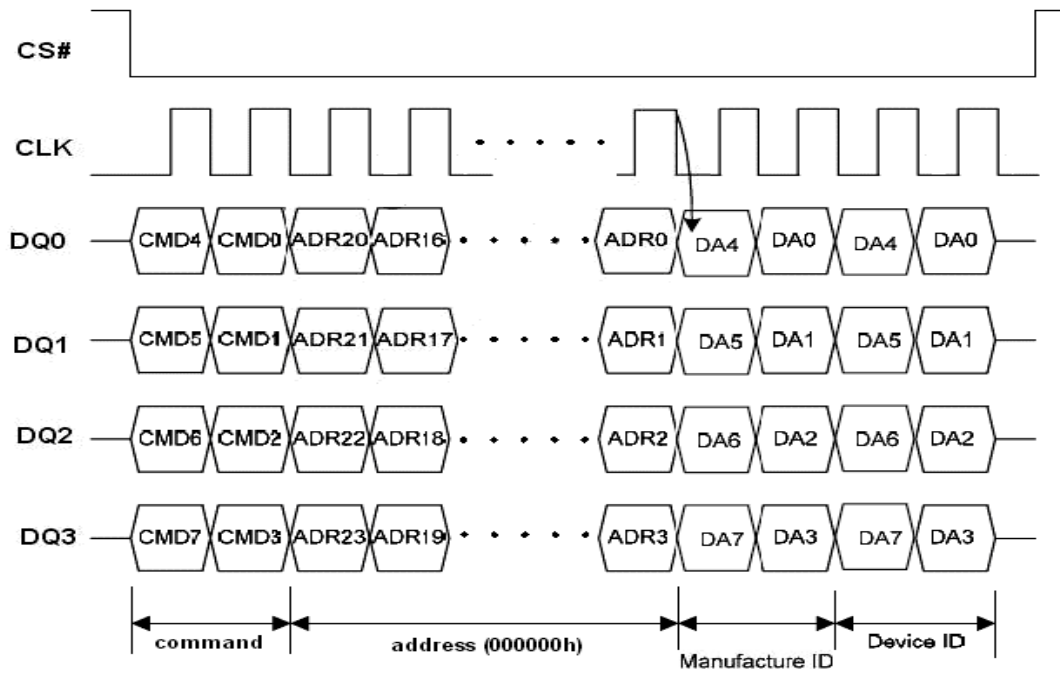 CS#
CLK
DQ0 CMD4 CMD0 ADR20 ADR16 ADR0 DA4 DA0 DA4 DA0
DQ1 CMD5 CMD1 ADR21 ADR17 ADR1 DA5 DA1 DA5 DA1
DQ2 CMD6 CMD2 ADR22 ADR18 ADR2 DA6 DA2 DA6 DA2
DQ3 CMD7 CMD3 ADR23 ADR19 ADR3 DA7 DA3 DA7 DA3
command address (000000h) Manufacture ID Device ID